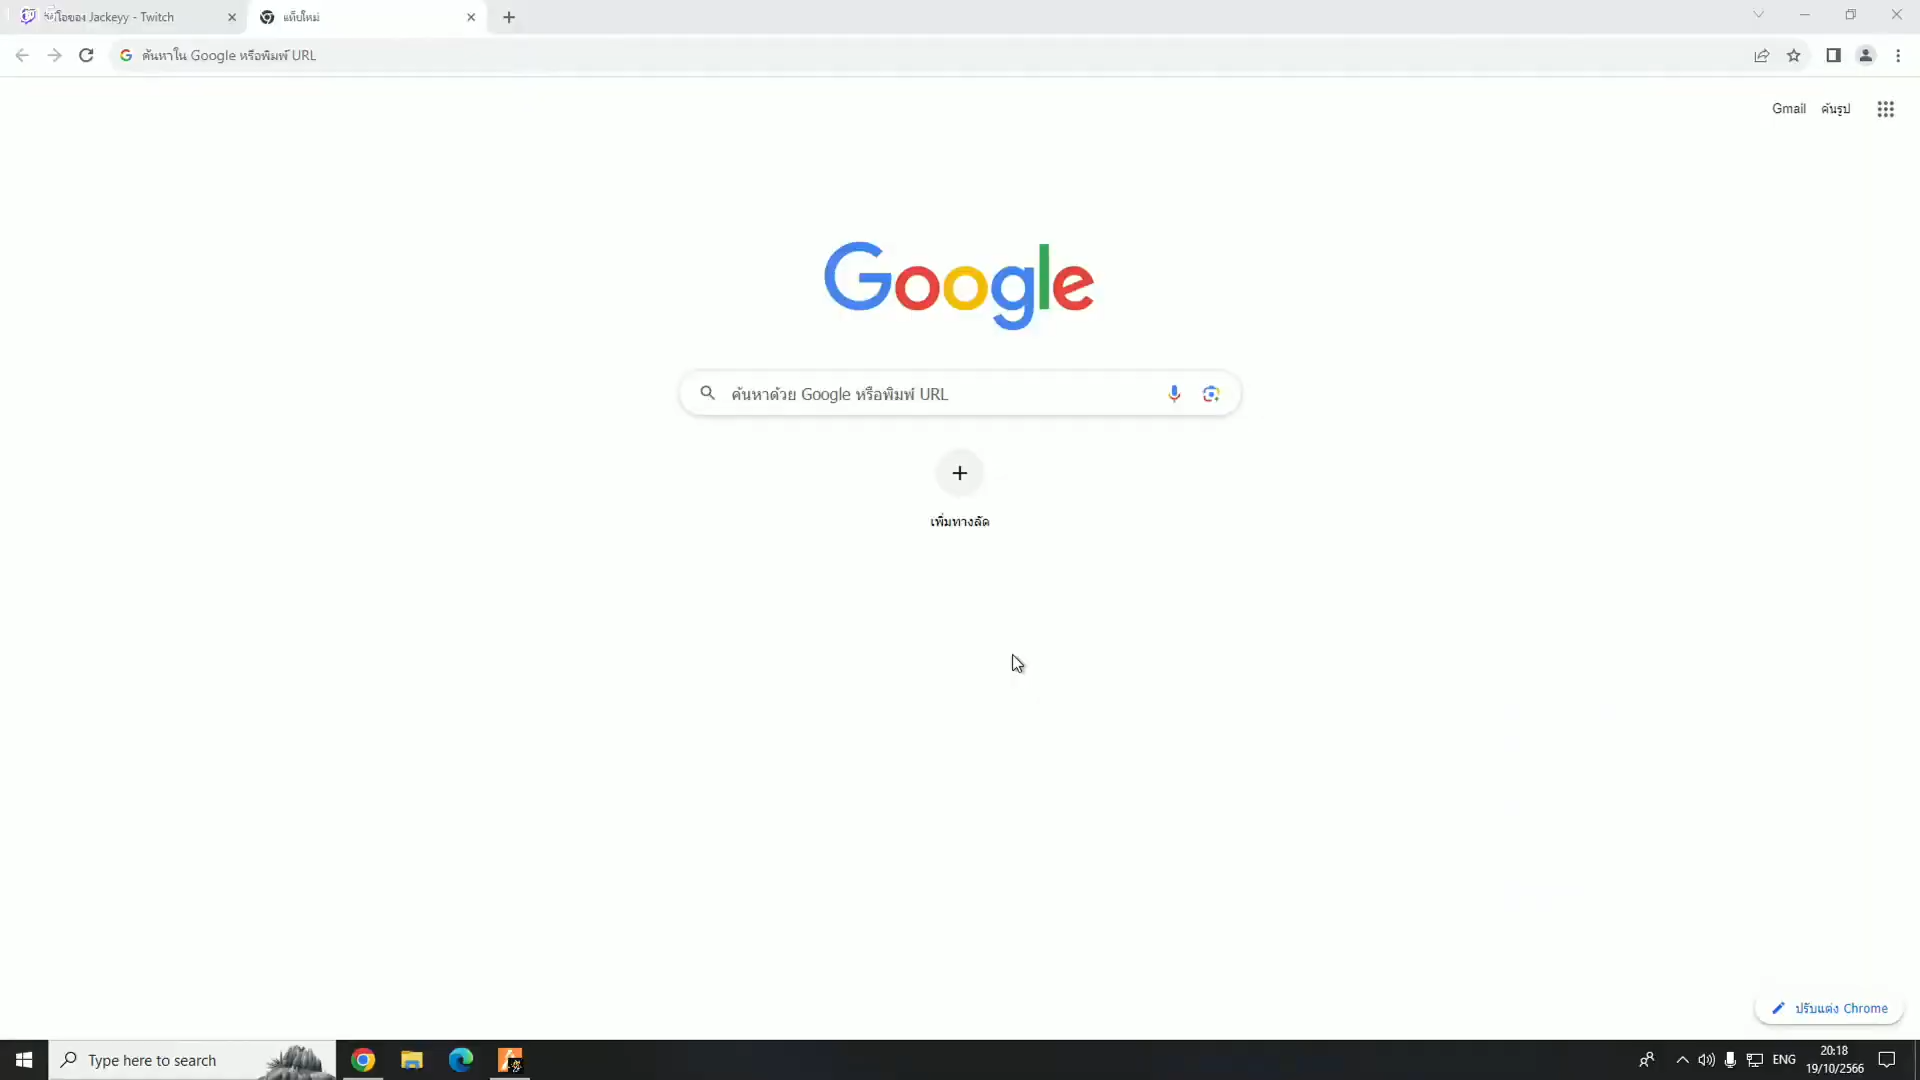 วิดีโอของ Jackeyy - Twitch
แท็บใหม่
ค้นหาใน Google หรือพิมพ์ URL
Gmail
ค้นรูป
Google
ค้นหาด้วย Google หรือพิมพ์ URL
เพิ่มทางลัด
ปรับแต่ง Chrome
Type here to search
ENG
20:18
19/10/2566